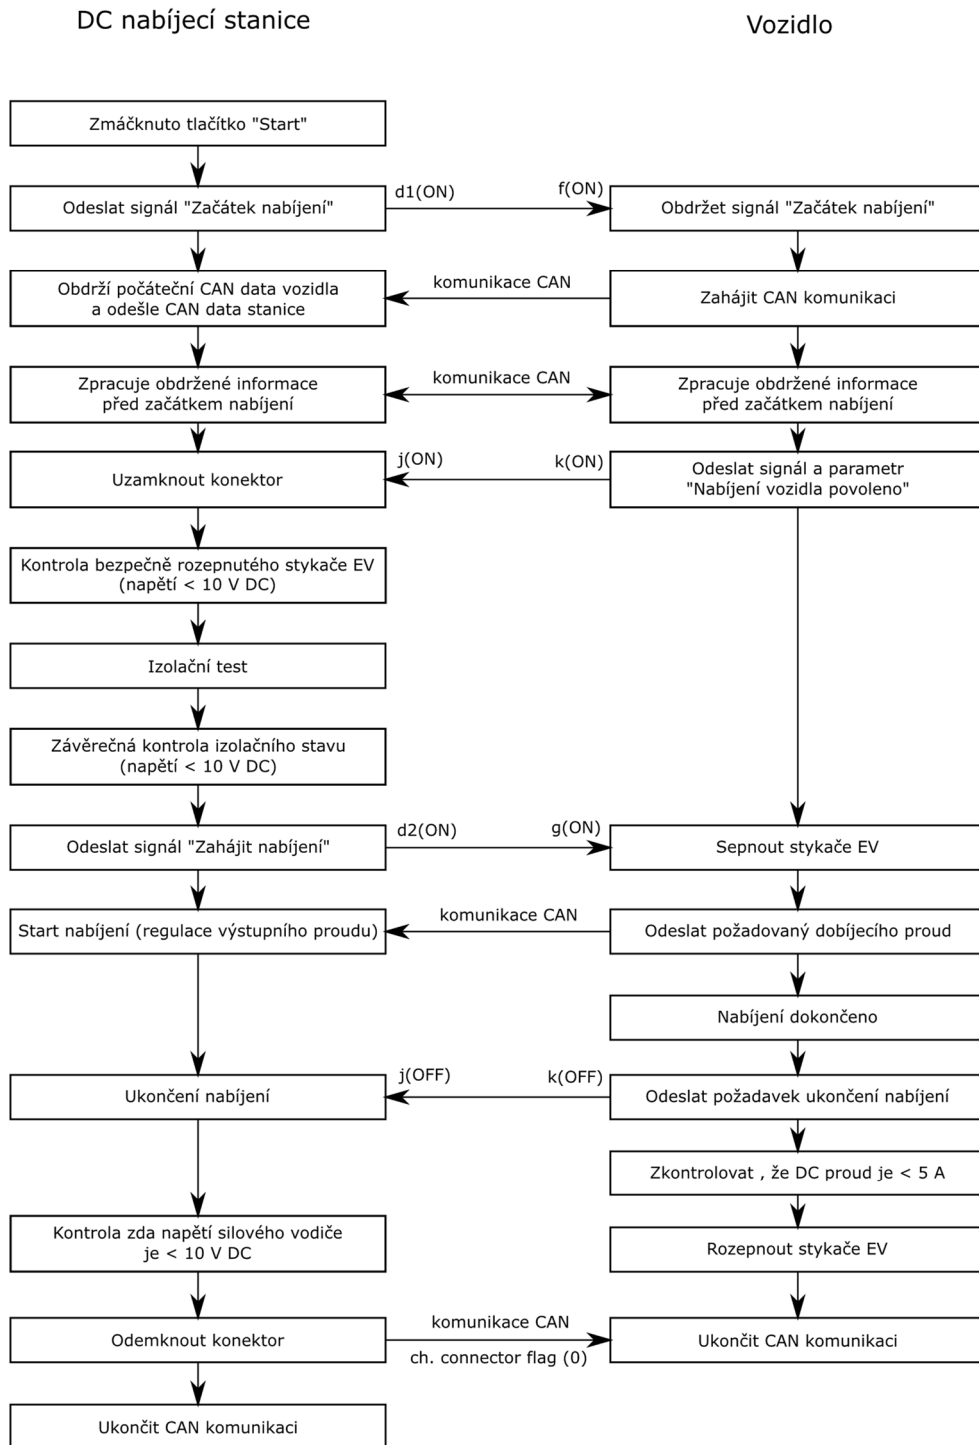 DC nabíjecí stanice
Vozidlo
Zmáčknuto tlačítko "Start"
Odeslat signál "Začátek nabíjení"
d1(ON)
f(ON)
Obdržet signál "Začátek nabíjení"
Obdrží počáteční CAN data vozidla
a odešle CAN data stanice
komunikace CAN
Zahájit CAN komunikaci
Zpracuje obdržené informace
před začátkem nabíjení
komunikace CAN
Zpracuje obdržené informace
před začátkem nabíjení
Uzamknout konektor
j(ON)
k(ON)
Odeslat signál a parametr
"Nabíjení vozidla povoleno"
Kontrola bezpečně rozepnutého stykače EV
(napětí < 10 V DC)
Izolační test
Závěrečná kontrola izolačního stavu
(napětí < 10 V DC)
Odeslat signál "Zahájit nabíjení"
d2(ON)
g(ON)
Sepnout stykače EV
Start nabíjení (regulace výstupního proudu)
komunikace CAN
Odeslat požadovaný dobíjecího proud
Nabíjení dokončeno
Ukončení nabíjení
j(OFF)
k(OFF)
Odeslat požadavek ukončení nabíjení
Zkontrolovat , že DC proud je < 5 A
Kontrola zda napětí silového vodiče
je < 10 V DC
Rozepnout stykače EV
Odemknout konektor
komunikace CAN
ch. connector flag (0)
Ukončit CAN komunikaci
Ukončit CAN komunikaci